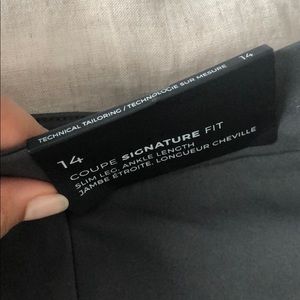 TECHNICAL TAILORING / TECHNOLOGIE SUR MESURE 14
14
COUPE SIGNATURE FIT
SLIM LEG, ANKLE LENGTH
JAMBE ÉTROITE, LONGUEUR CHEVILLE